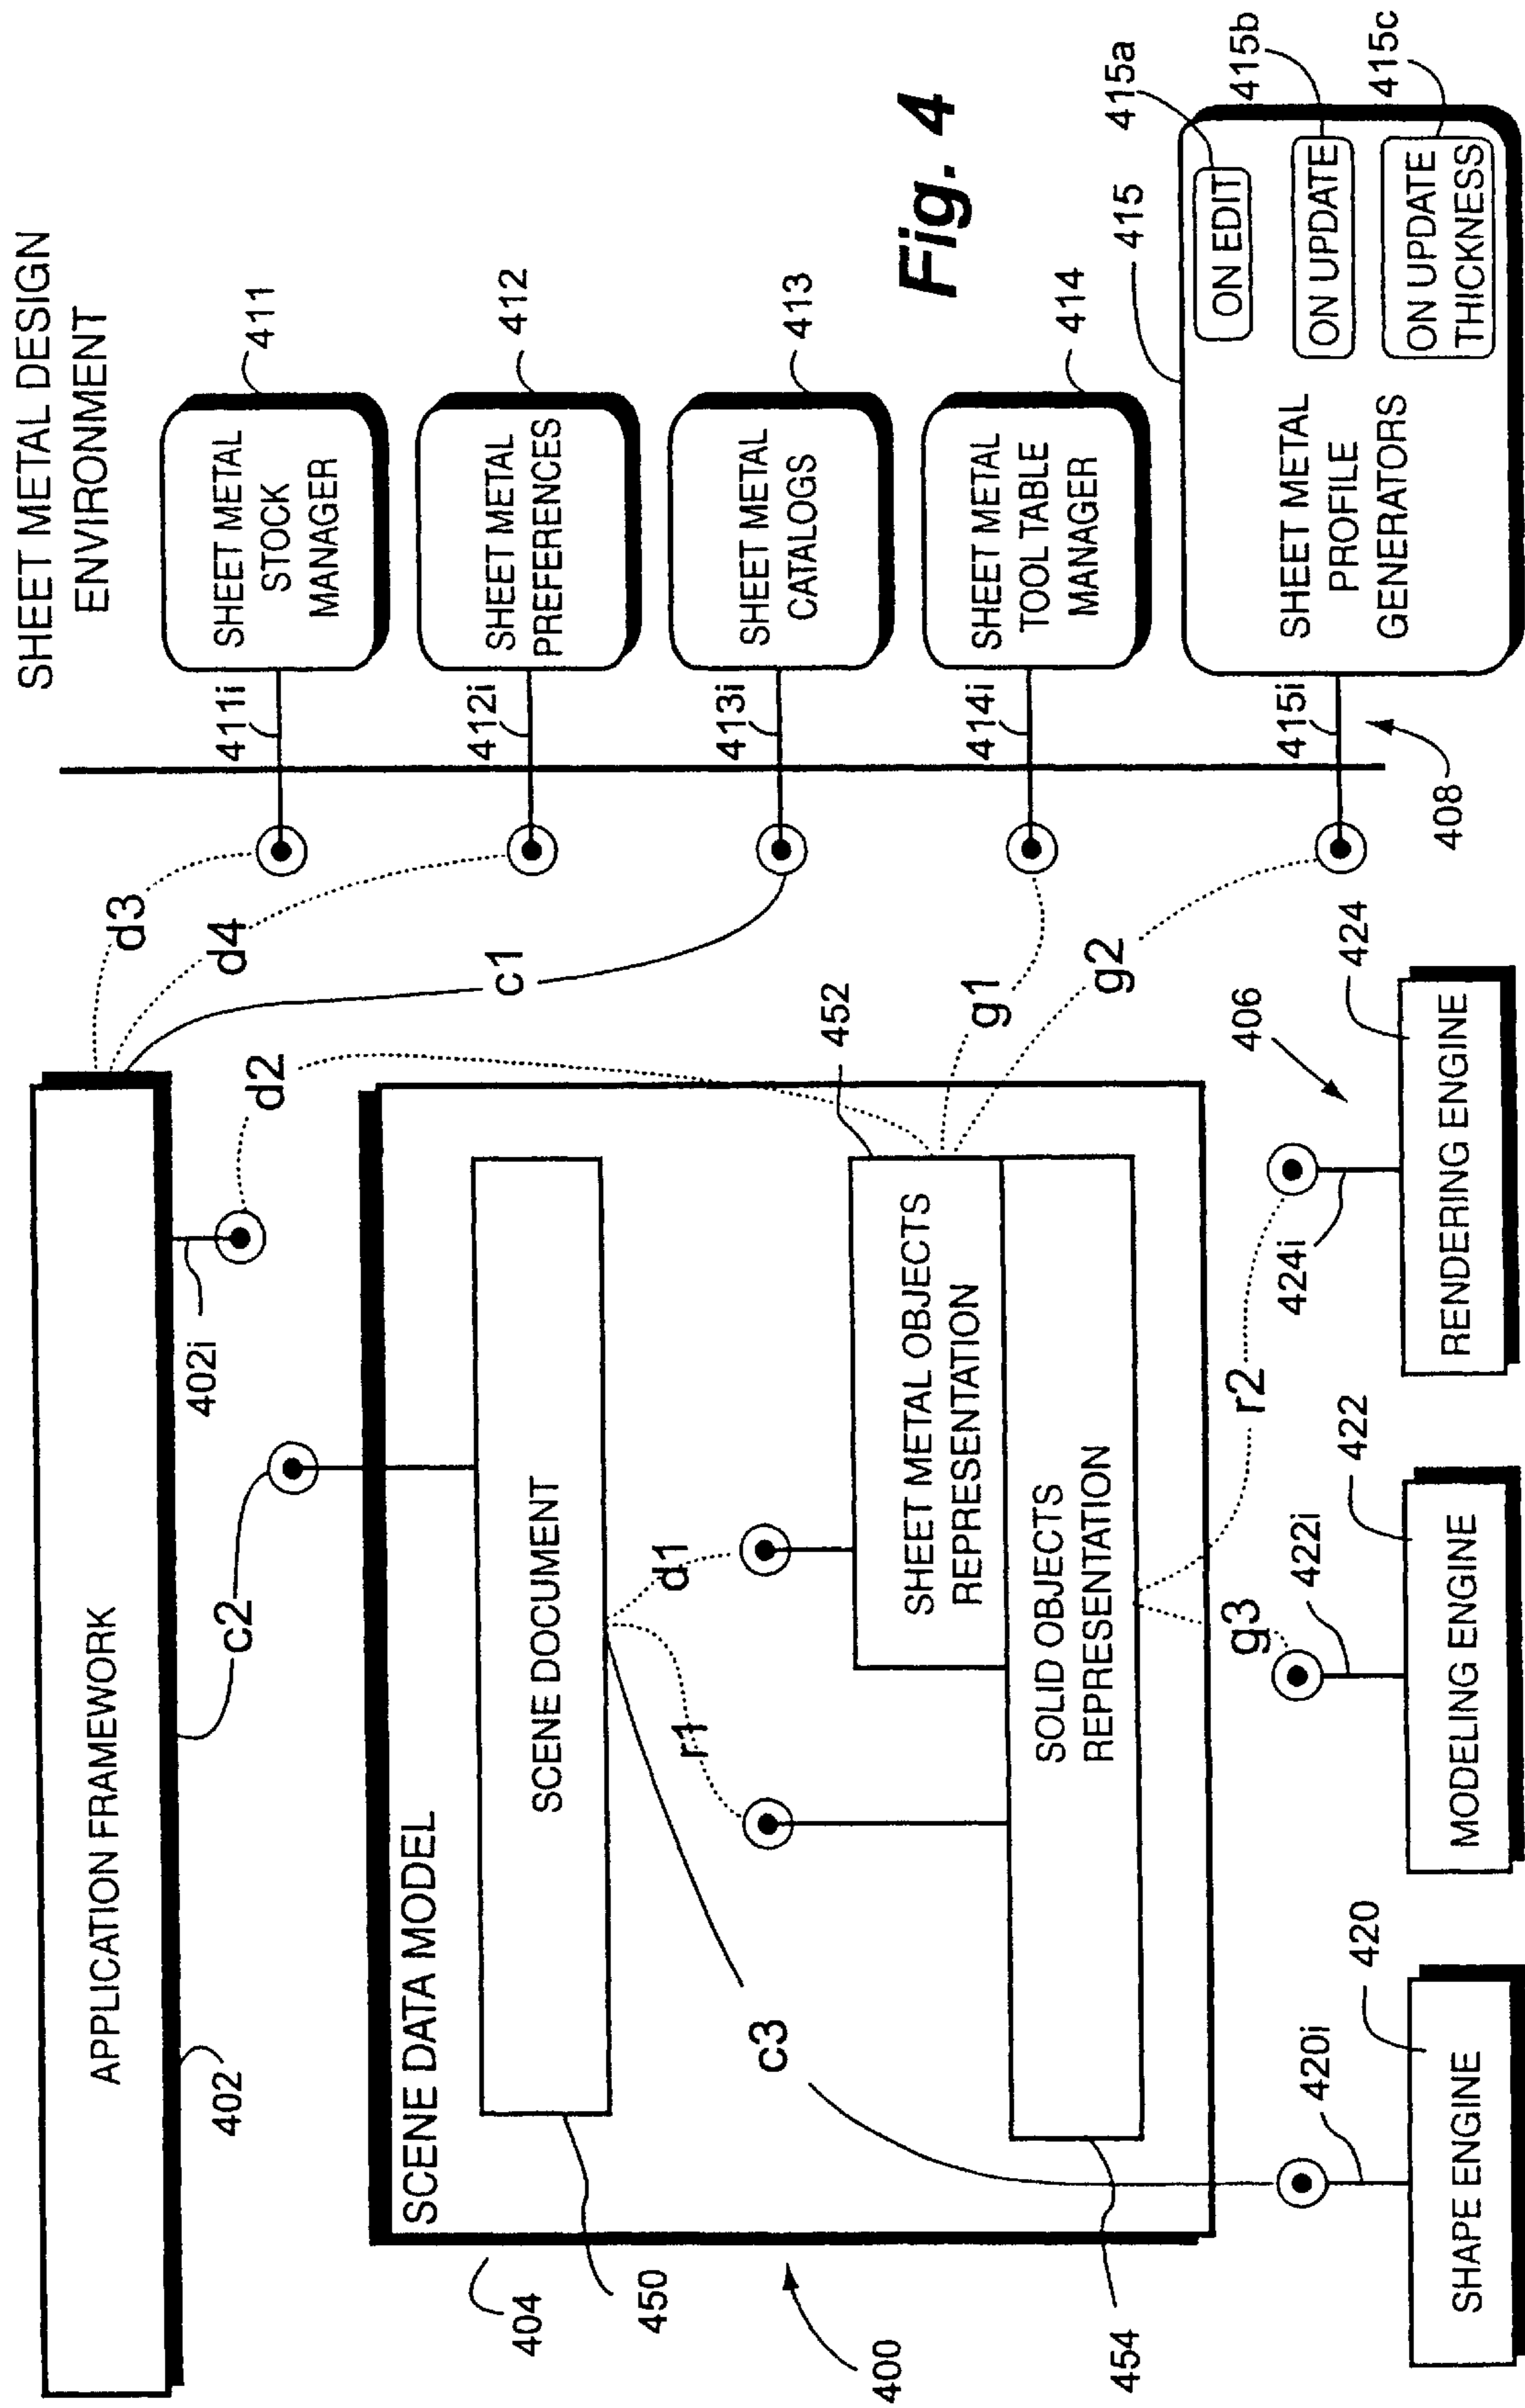 SHEET METAL DESIGN
ENVIRONMENT
APPLICATION FRAMEWORK
402
402i
c2
d2
d3
d4
c1
SCENE DATA MODEL
404
SCENE DOCUMENT
450
r1
d1
c3
SHEET METAL OBJECTS
REPRESENTATION
452
SOLID OBJECTS
REPRESENTATION
454
400
g1
g2
g3
r2
SHEET METAL
STOCK
MANAGER
411
411i
SHEET METAL
PREFERENCES
412
412i
SHEET METAL
CATALOGS
413
413i
SHEET METAL
TOOL TABLE
MANAGER
414
414i
SHEET METAL
PROFILE
GENERATORS
415
415i
ON EDIT
415a
ON UPDATE
415b
ON UPDATE
THICKNESS
415c
408
406
SHAPE ENGINE
420
420i
MODELING ENGINE
422
422i
RENDERING ENGINE
424
424i
Fig. 4